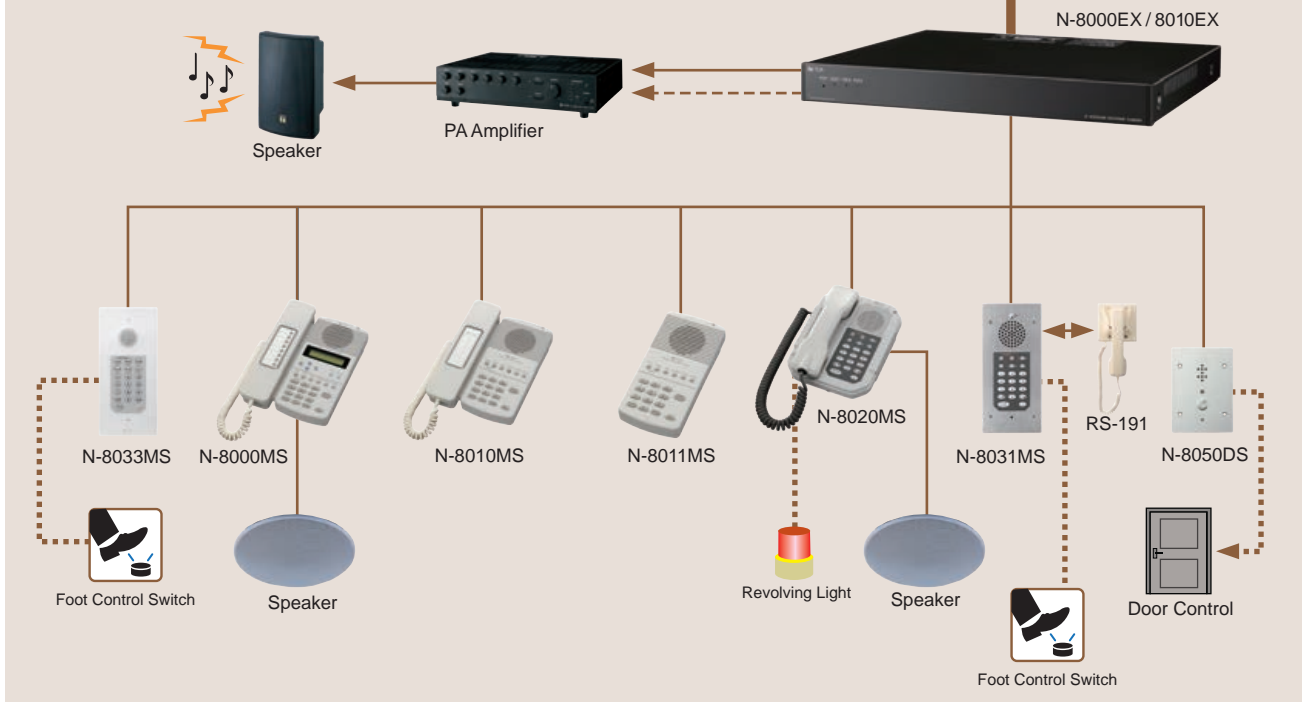 N-8000EX / 8010EX
PA Amplifier
Speaker
N-8033MS
N-8000MS
N-8010MS
N-8011MS
N-8020MS
N-8031MS
RS-191
N-8050DS
Foot Control Switch
Speaker
Revolving Light
Speaker
Door Control
Foot Control Switch